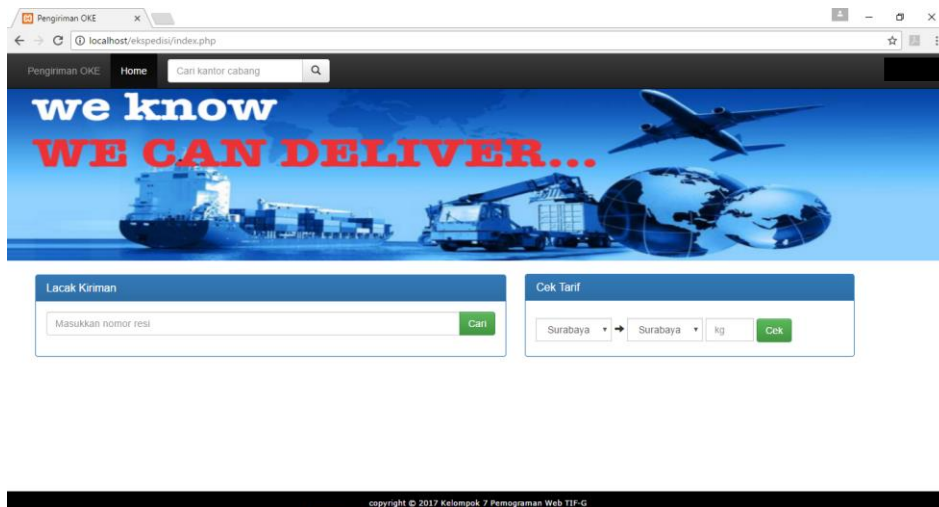 Pengiriman OKE
localhost/ekspedisi/index.php
Pengiriman OKE Home Cari kantor cabang
we know
WE CAN DELIVER...
Lacak Kiriman
Masukkan nomor resi Cari
Cek Tarif
Surabaya Surabaya kg Cek
copyright © 2017 Kelompok 7 Pemograman Web TIF-G